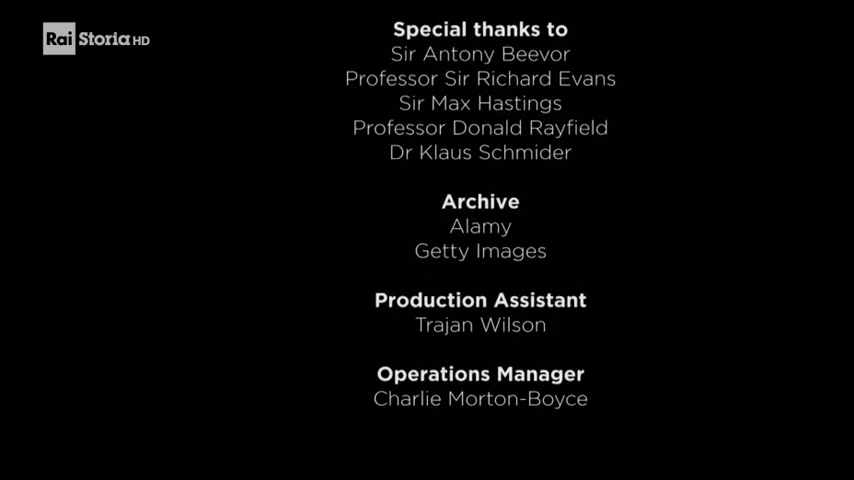 Rai Storia HD
Special thanks to
Sir Antony Beevor
Professor Sir Richard Evans
Sir Max Hastings
Professor Donald Rayfield
Dr Klaus Schmider
Archive
Alamy
Getty Images
Production Assistant
Trajan Wilson
Operations Manager
Charlie Morton-Boyce